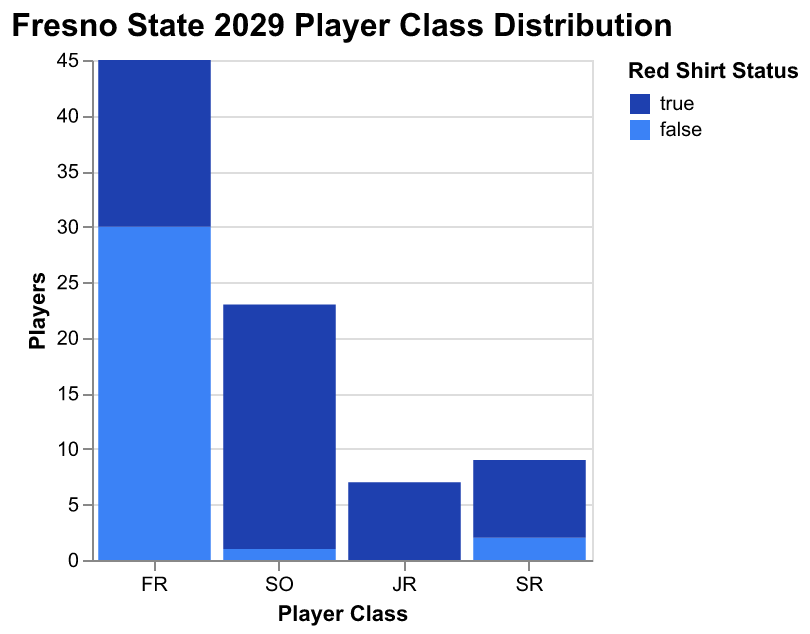 Fresno State 2029 Player Class Distribution
Red Shirt Status
true
false
Players
45
40
35
30
25
20
15
10
5
0
FR SO JR SR
Player Class